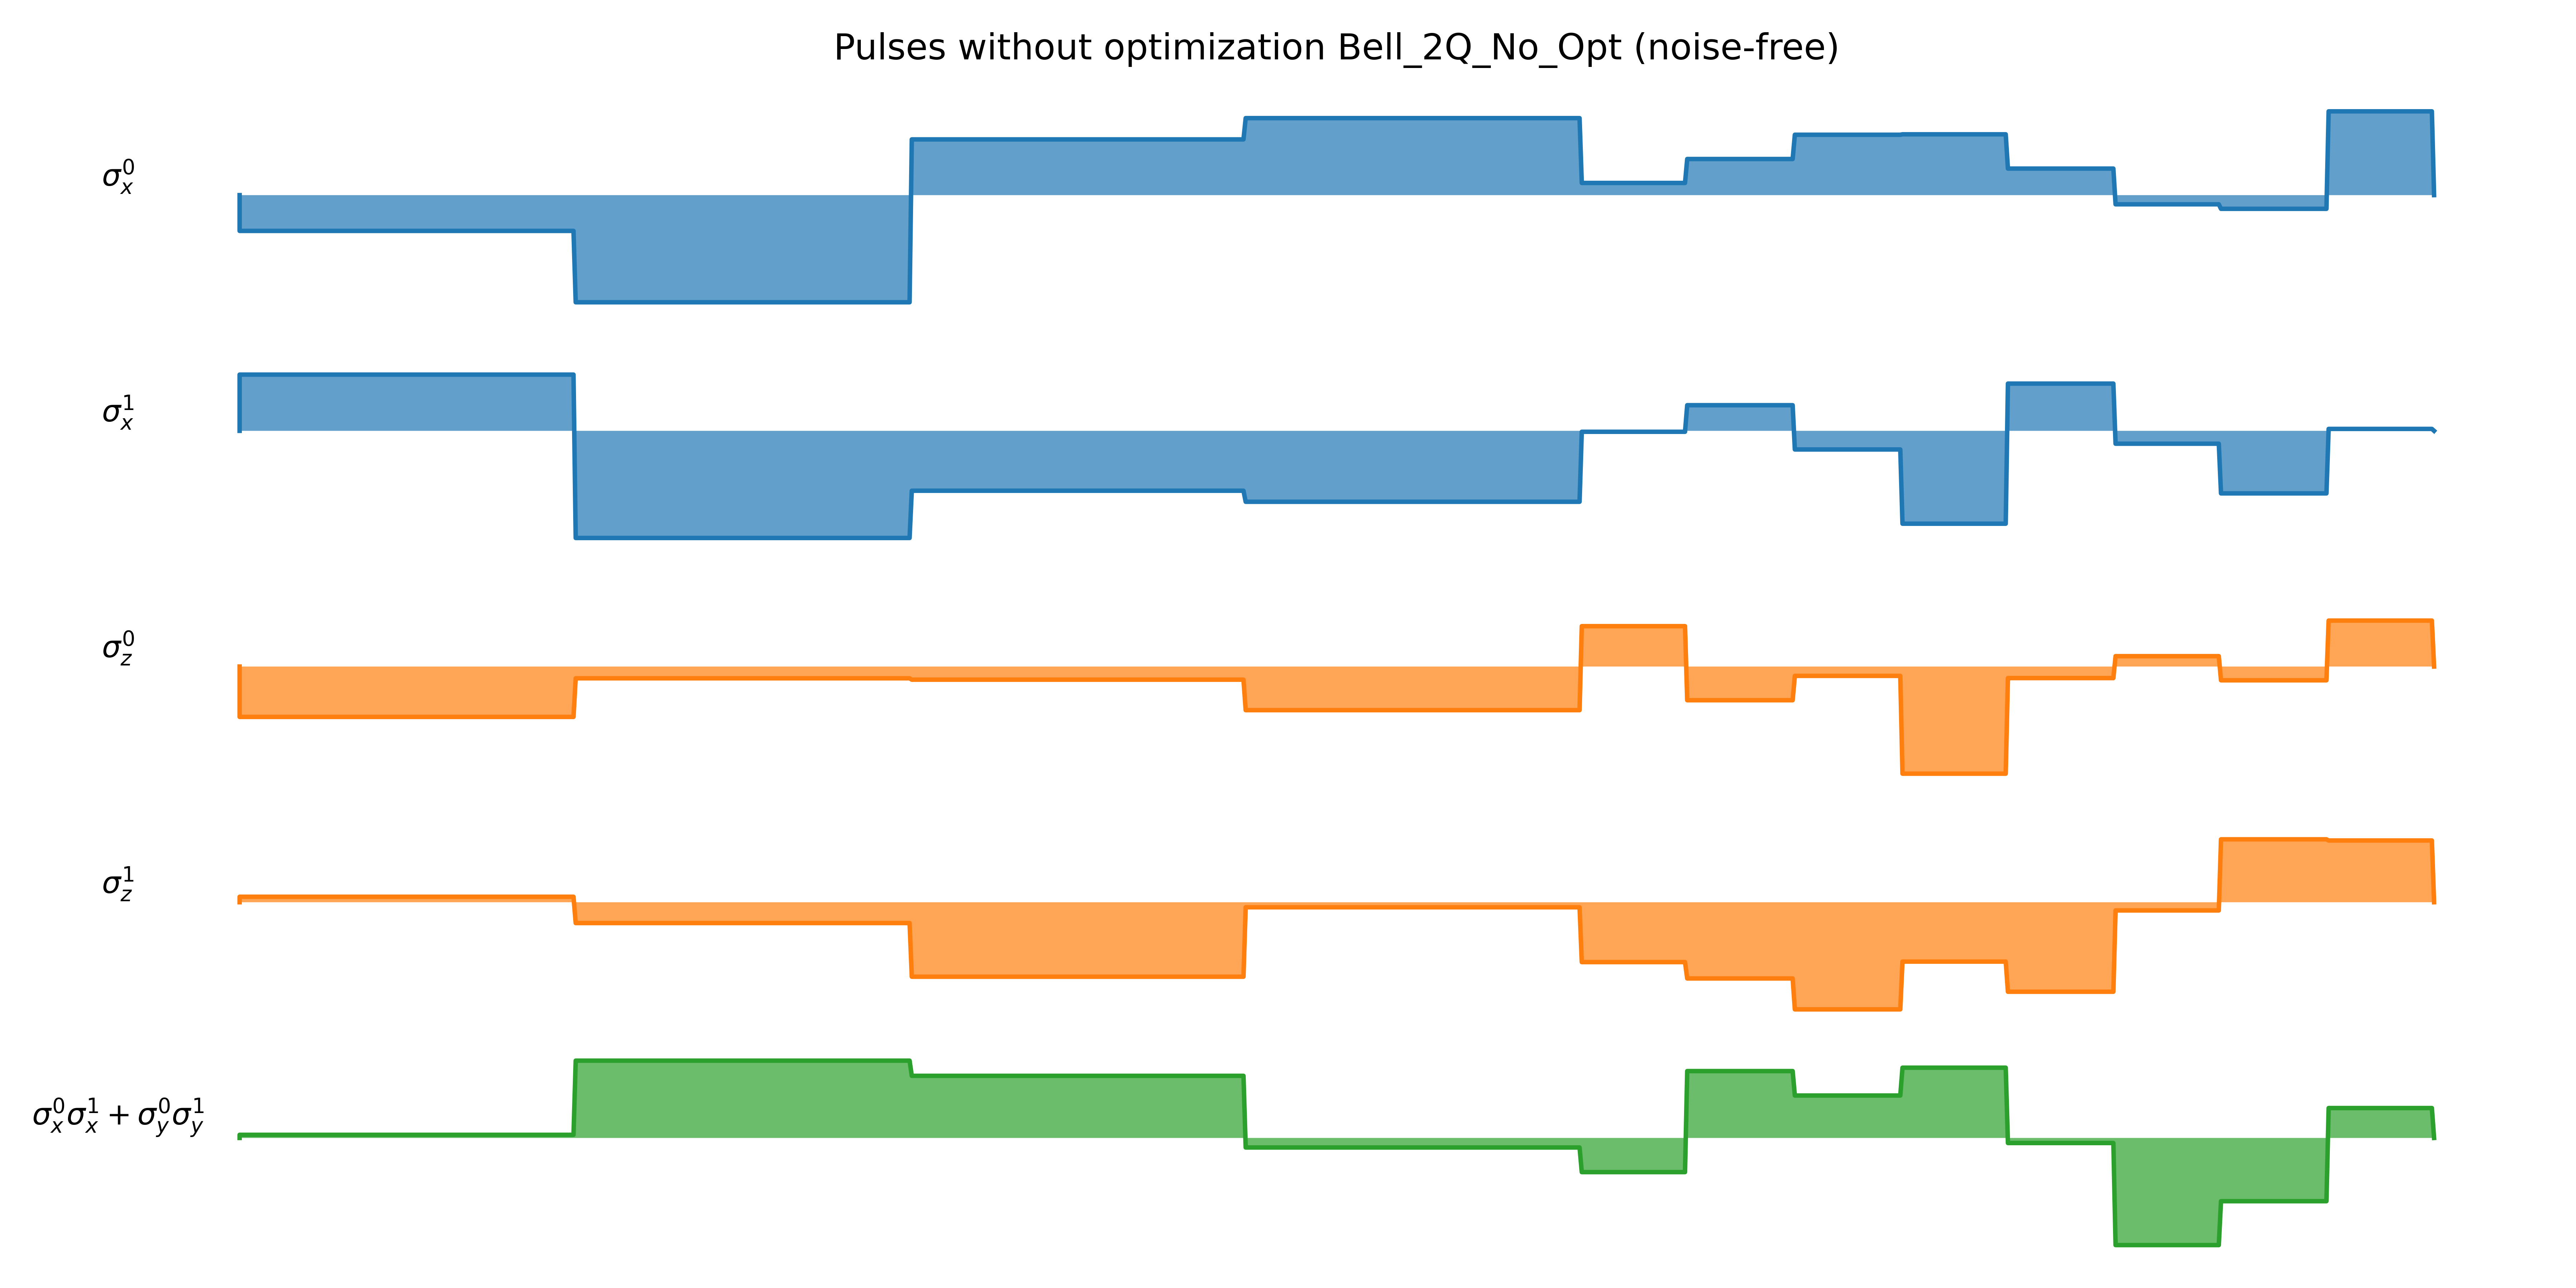 Pulses without optimization Bell_2Q_No_Opt (noise-free)
σ_x^0
σ_x^1
σ_z^0
σ_z^1
σ_x^0σ_x^1 + σ_y^0σ_y^1